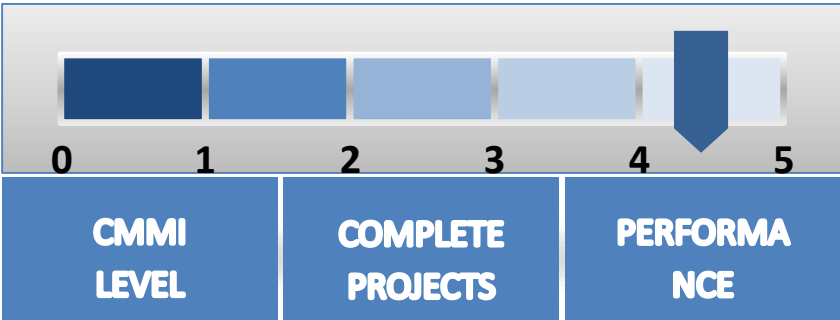 0 1 2 3 4 5
CMMI
LEVEL
COMPLETE
PROJECTS
PERFORMA
NCE